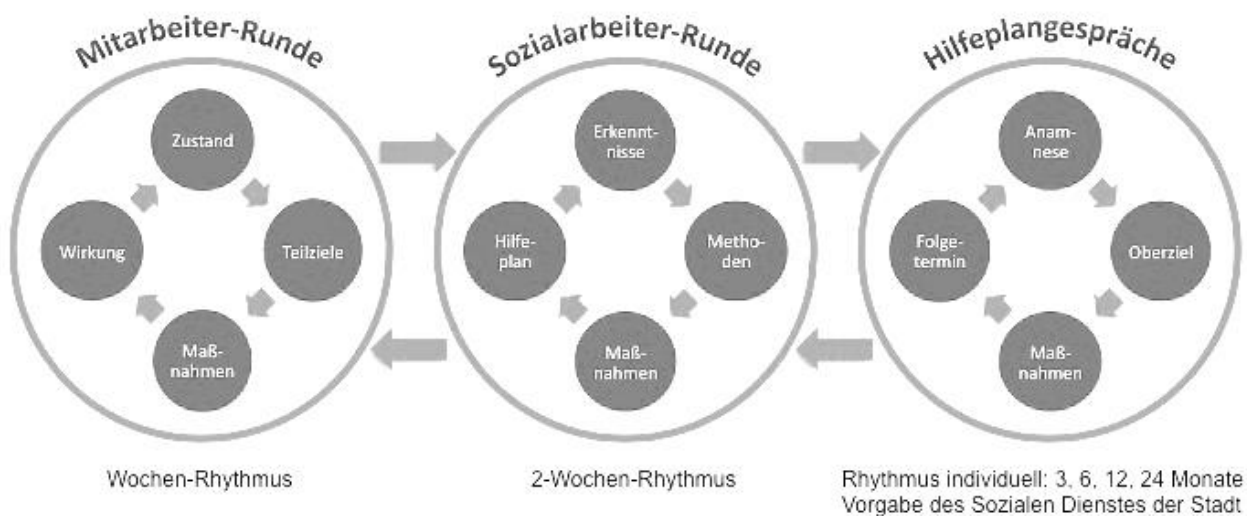 Mitarbeiter-Runde
Zustand
Wirkung
Teilziele
Maß-
nahmen
Wochen-Rhythmus
Sozialarbeiter-Runde
Erkennt-
nisse
Hilfe-
plan
Metho-
den
Maß-
nahmen
2-Wochen-Rhythmus
Hilfeplangespräche
Anam-
nese
Folge-
termin
Oberziel
Maß-
nahmen
Rhythmus individuell: 3, 6, 12, 24 Monate
Vorgabe des Sozialen Dienstes der Stadt